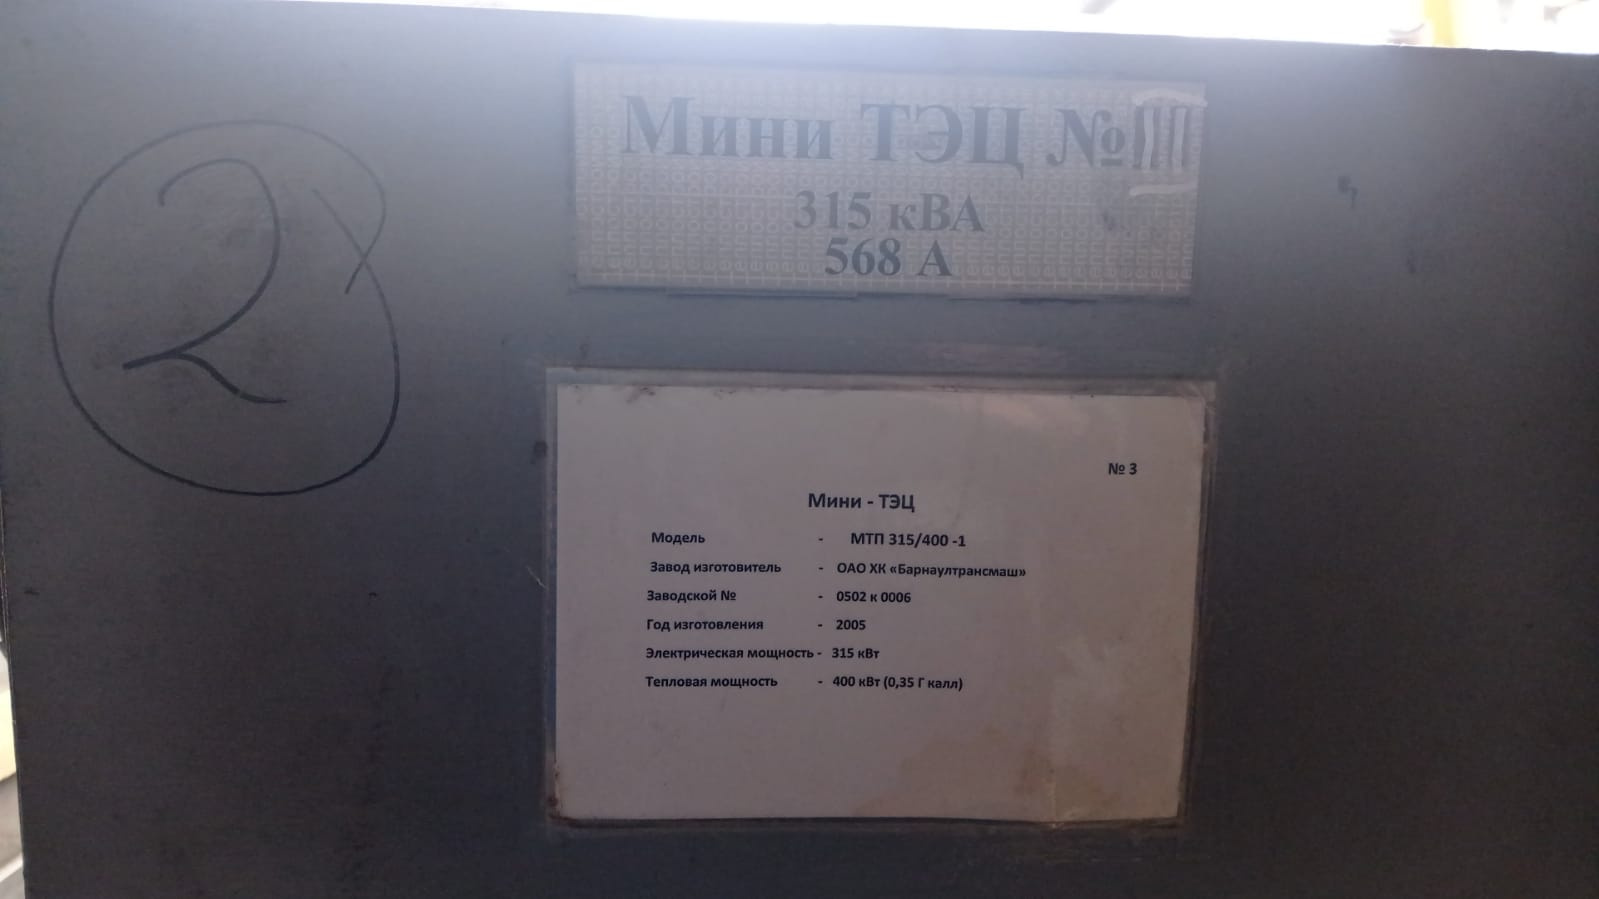 2
Мини ТЭЦ №III
315 кВА
568 А
№ 3
Мини - ТЭЦ
Модель - МТП 315/400 -1
Завод изготовитель - ОАО ХК «Барнаултрансмаш»
Заводской № - 0502 к 0006
Год изготовления - 2005
Электрическая мощность - 315 кВт
Тепловая мощность - 400 кВт (0,35 Г калл)